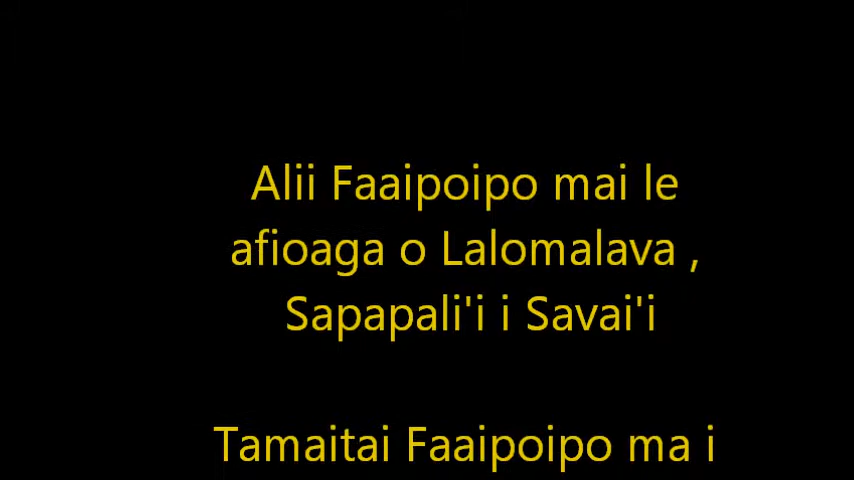 Alii Faaipoipo mai le
afioaga o Lalomalava ,
Sapapali'i i Savai'i
Tamaitai Faaipoipo ma i